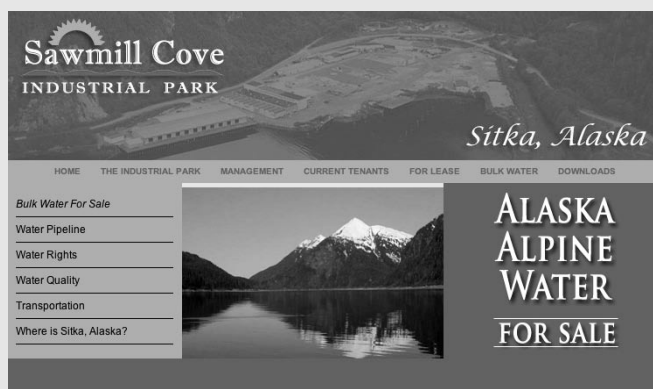 Sawmill Cove
INDUSTRIAL PARK
Sitka, Alaska
HOME THE INDUSTRIAL PARK MANAGEMENT CURRENT TENANTS FOR LEASE BULK WATER DOWNLOADS
Bulk Water For Sale
Water Pipeline
Water Rights
Water Quality
Transportation
Where is Sitka, Alaska?
ALASKA
ALPINE
WATER
FOR SALE